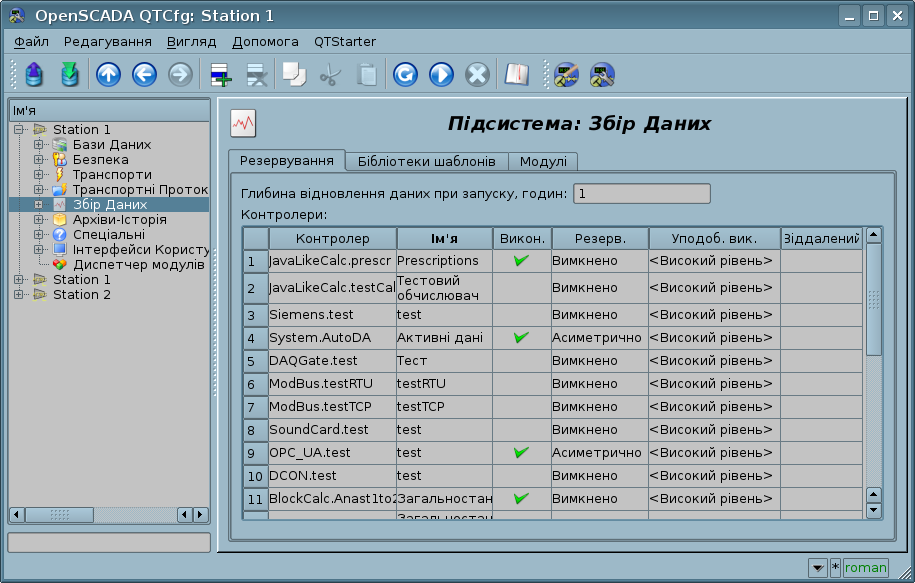 OpenSCADA QTCfg: Station 1
Файл Редагування Вигляд Допомога QTStarter
Ім'я
Station 1
Бази Даних
Безпека
Транспорти
Транспортні Проток
Збір Даних
Архіви-Історія
Спеціальні
Інтерфейси Користу
Диспетчер модулів
Station 1
Station 2
Підсистема: Збір Даних
Резервування Бібліотеки шаблонів Модулі
Глибина відновлення даних при запуску, годин: 1
Контролери:
Контролер Ім'я Викон. Резерв. Уподоб. вик. Віддалений
1 JavaLikeCalc.prescr Prescriptions Вимкнено <Високий рівень>
2 JavaLikeCalc.testCal Тестовий обчислювач Вимкнено <Високий рівень>
3 Siemens.test test Вимкнено <Високий рівень>
4 System.AutoDA Активні дані Асиметрично <Високий рівень>
5 DAQGate.test Тест Вимкнено <Високий рівень>
6 ModBus.testRTU testRTU Вимкнено <Високий рівень>
7 ModBus.testTCP testTCP Вимкнено <Високий рівень>
8 SoundCard.test test Вимкнено <Високий рівень>
9 OPC_UA.test test Асиметрично <Високий рівень>
10 DCON.test test Вимкнено <Високий рівень>
11 BlockCalc.Anast1to2 Загальностан Вимкнено <Високий рівень>
Загальностан
* roman